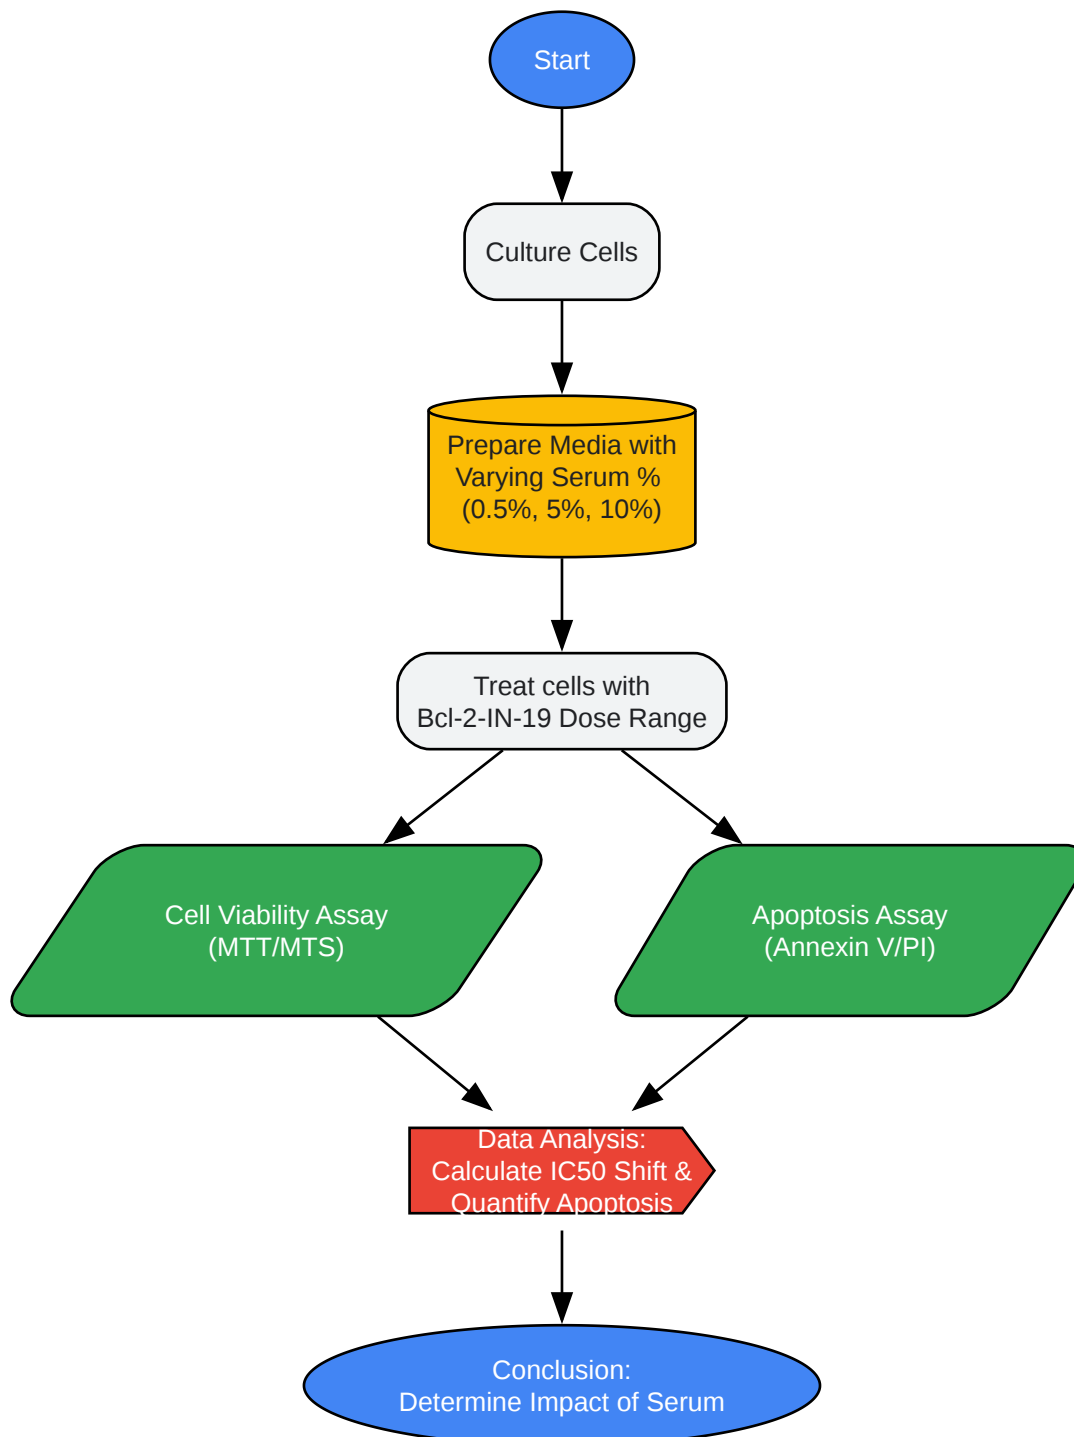 Start
Culture Cells
Prepare Media with
Varying Serum %
(0.5%, 5%, 10%)
Treat cells with
Bcl-2-IN-19 Dose Range
Cell Viability Assay
(MTT/MTS)
Apoptosis Assay
(Annexin V/PI)
Data Analysis:
Calculate IC50 Shift &
Quantify Apoptosis
Conclusion:
Determine Impact of Serum